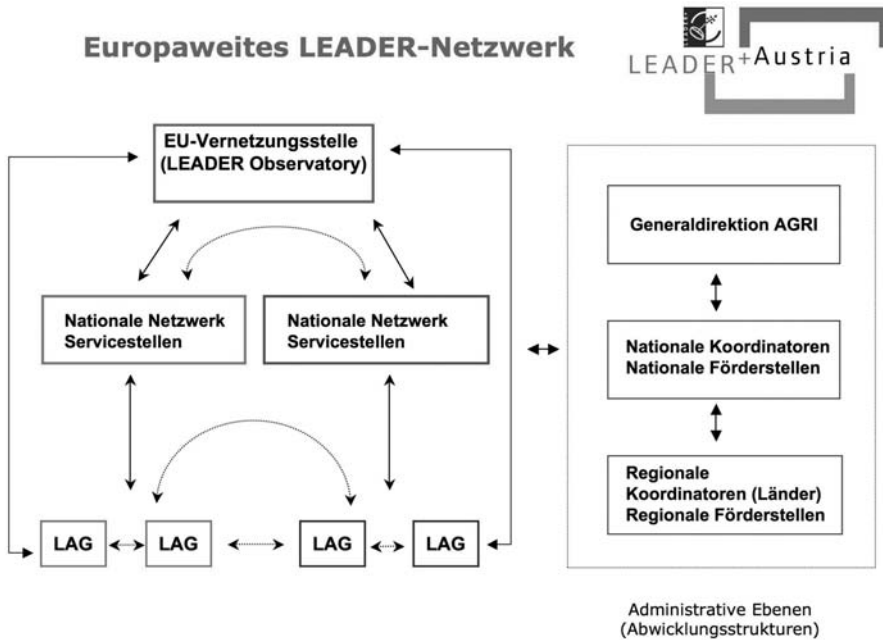 Europaweites LEADER-Netzwerk
LEADER+Austria
EU-Vernetzungsstelle
(LEADER Observatory)
Nationale Netzwerk
Servicestellen
Nationale Netzwerk
Servicestellen
LAG
LAG
LAG
LAG
Generaldirektion AGRI
Nationale Koordinatoren
Nationale Förderstellen
Regionale
Koordinatoren (Länder)
Regionale Förderstellen
Administrative Ebenen
(Abwicklungsstrukturen)